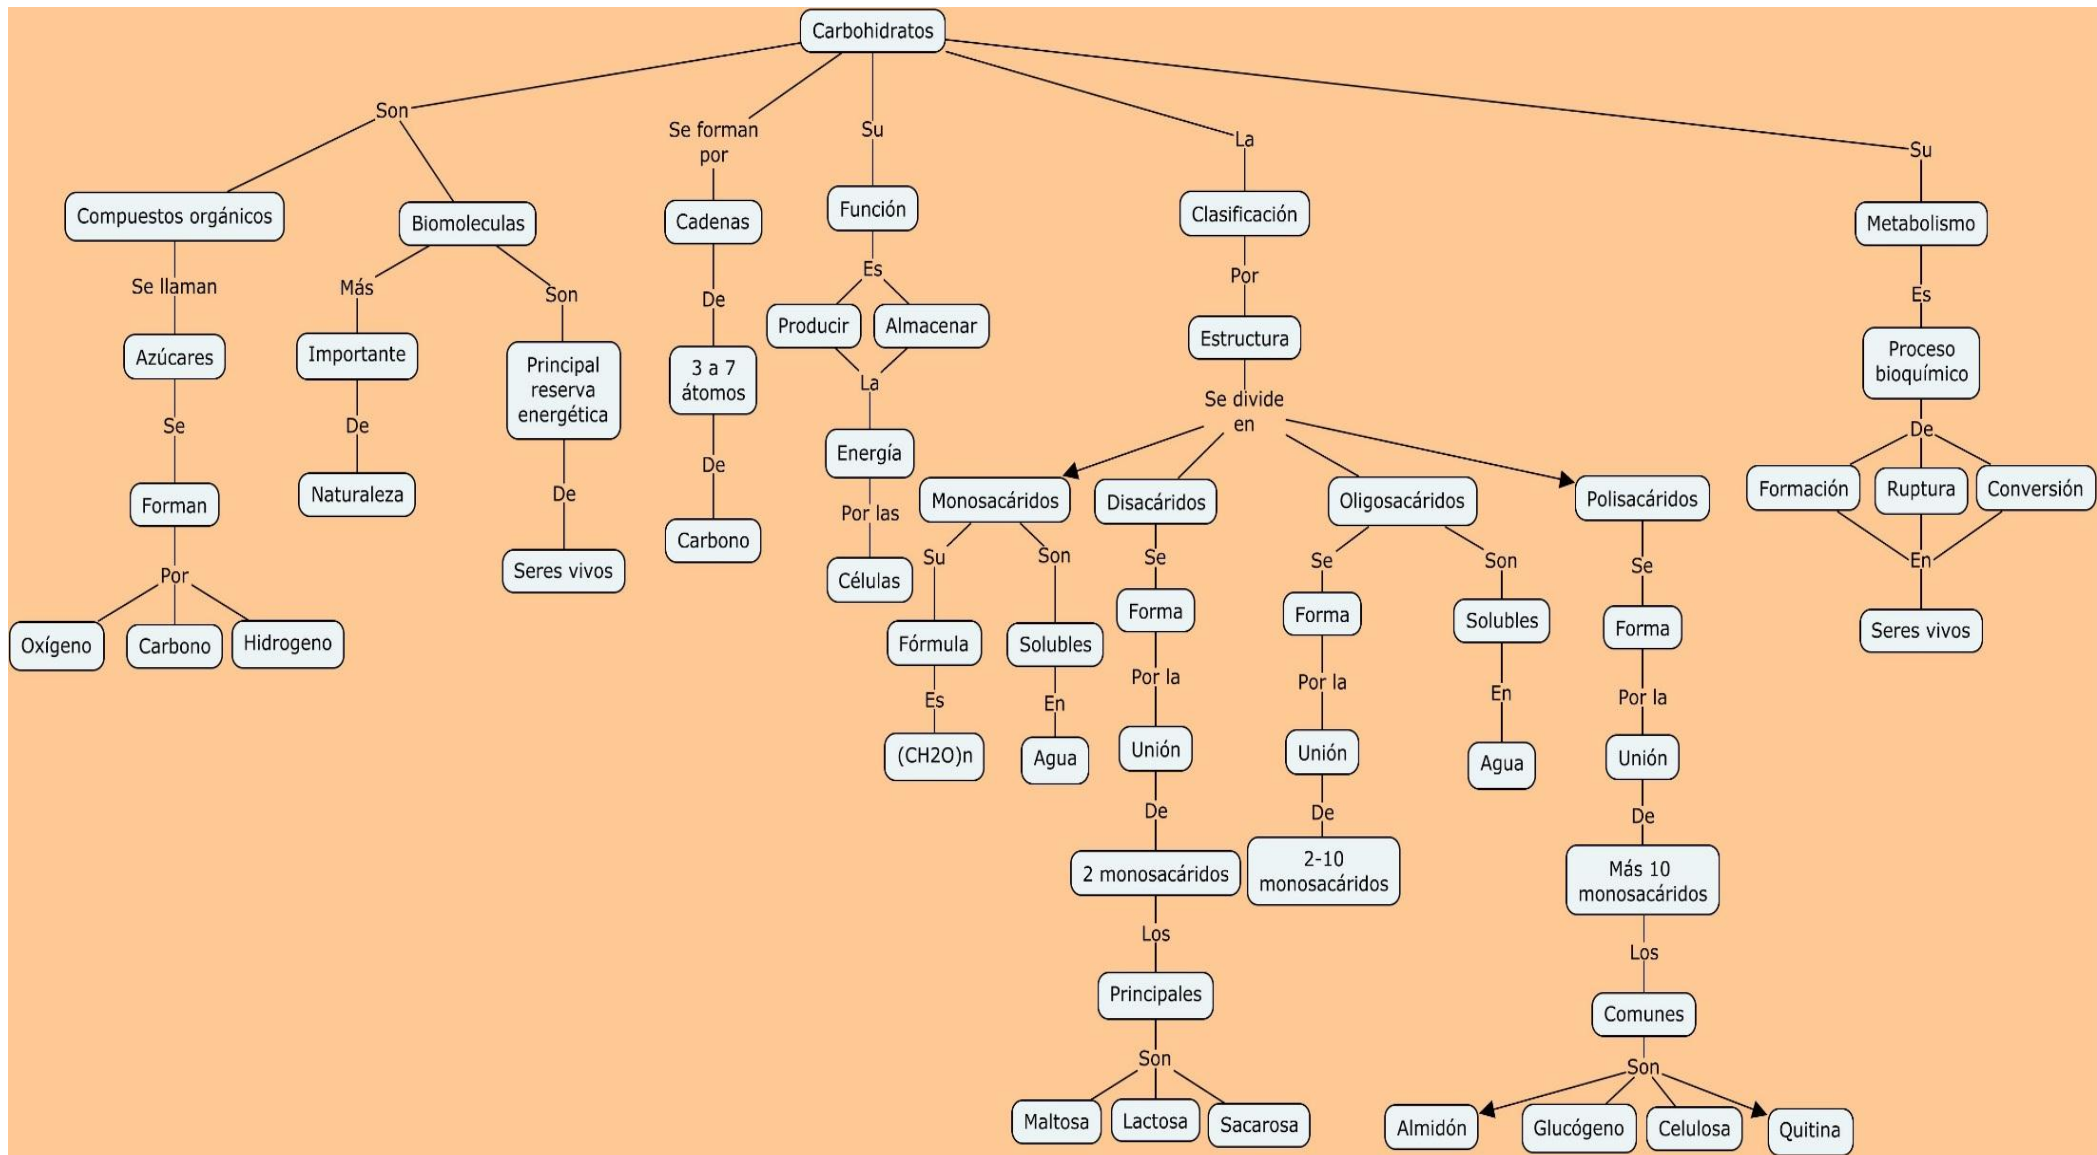 Carbohidratos
Son
Compuestos orgánicos
Se llaman
Azúcares
Se
Forman
Por
Oxígeno
Carbono
Hidrogeno
Biomoleculas
Más
Importante
De
Naturaleza
Son
Principal
reserva
energética
De
Seres vivos
Se forman
por
Cadenas
De
3 a 7
átomos
De
Carbono
Su
Función
Es
Producir
Almacenar
La
Energía
Por las
Células
La
Clasificación
Por
Estructura
Se divide
en
Monosacáridos
Su
Fórmula
Es
(CH2O)n
Son
Solubles
En
Agua
Disacáridos
Se
Forma
Por la
Unión
De
2 monosacáridos
Los
Principales
Son
Maltosa
Lactosa
Sacarosa
Oligosacáridos
Se
Forma
Por la
Unión
De
2-10
monosacáridos
Son
Solubles
En
Agua
Polisacáridos
Se
Forma
Por la
Unión
De
Más 10
monosacáridos
Los
Comunes
Son
Almidón
Glucógeno
Celulosa
Quitina
Su
Metabolismo
Es
Proceso
bioquímico
De
Formación
Ruptura
Conversión
En
Seres vivos